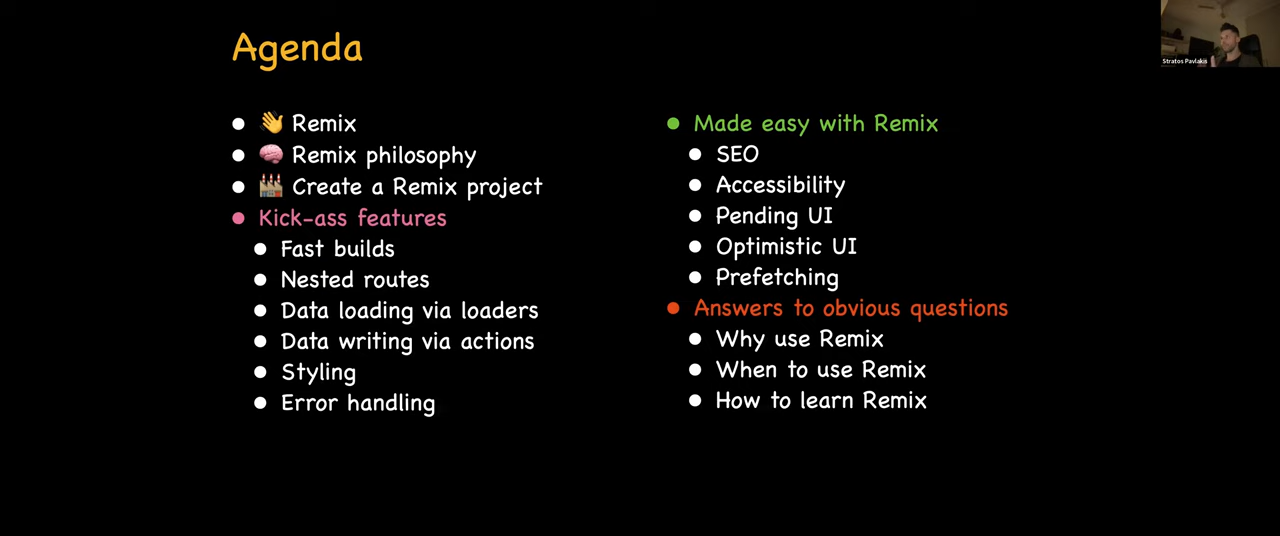 Agenda
👋 Remix
🧠 Remix philosophy
🏭 Create a Remix project
Kick-ass features
Fast builds
Nested routes
Data loading via loaders
Data writing via actions
Styling
Error handling
Made easy with Remix
SEO
Accessibility
Pending UI
Optimistic UI
Prefetching
Answers to obvious questions
Why use Remix
When to use Remix
How to learn Remix
Stratos Pavlakis